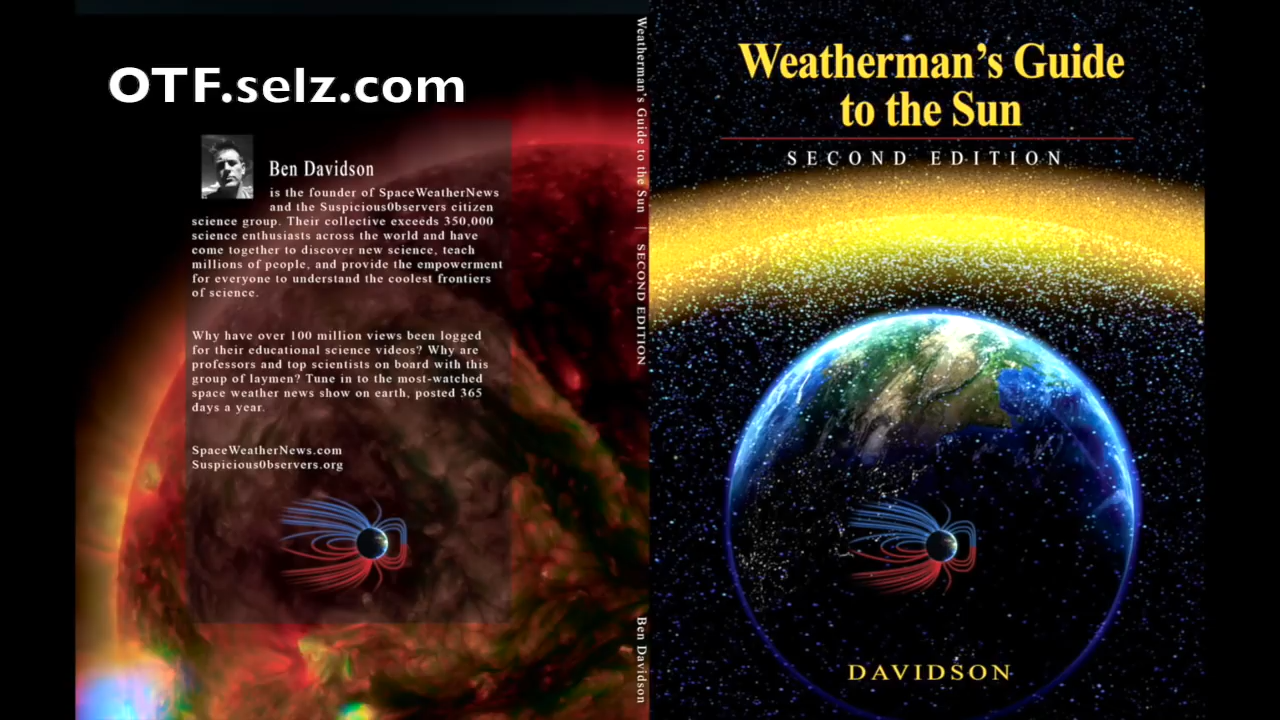 OTF.selz.com
Ben Davidson
is the founder of SpaceWeatherNews
and the Suspicious0bservers citizen
science group. Their collective exceeds 350,000
science enthusiasts across the world and have
come together to discover new science, teach
millions of people, and provide the empowerment
for everyone to understand the coolest frontiers
of science.
Why have over 100 million views been logged
for their educational science videos? Why are
professors and top scientists on board with this
group of laymen? Tune in to the most-watched
space weather news show on earth, posted 365
days a year.
SpaceWeatherNews.com
Suspicious0bservers.org
Weatherman's Guide to the Sun | SECOND EDITION
Ben Davidson
Weatherman's Guide
to the Sun
SECOND EDITION
DAVIDSON